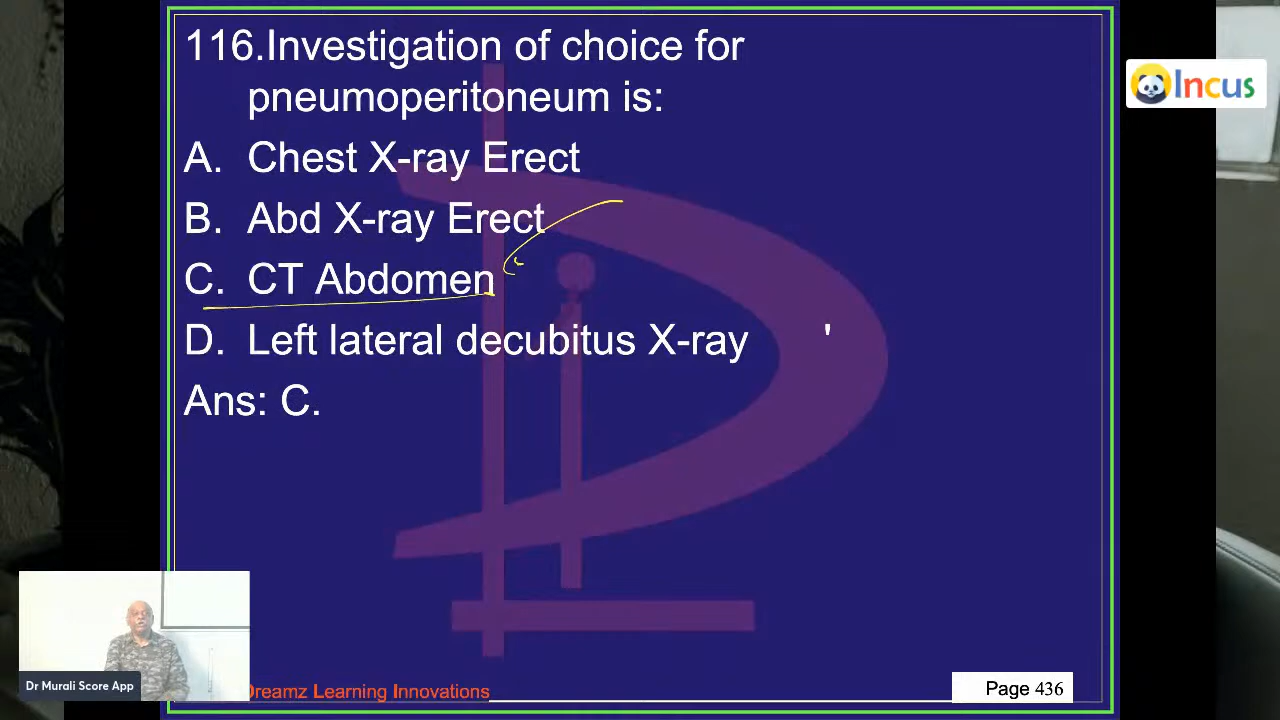 116.Investigation of choice for
pneumoperitoneum is:
A. Chest X-ray Erect
B. Abd X-ray Erect
C. CT Abdomen
D. Left lateral decubitus X-ray '
Ans: C.
Incus
Dr Murali Score App
Dreamz Learning Innovations
Page 436